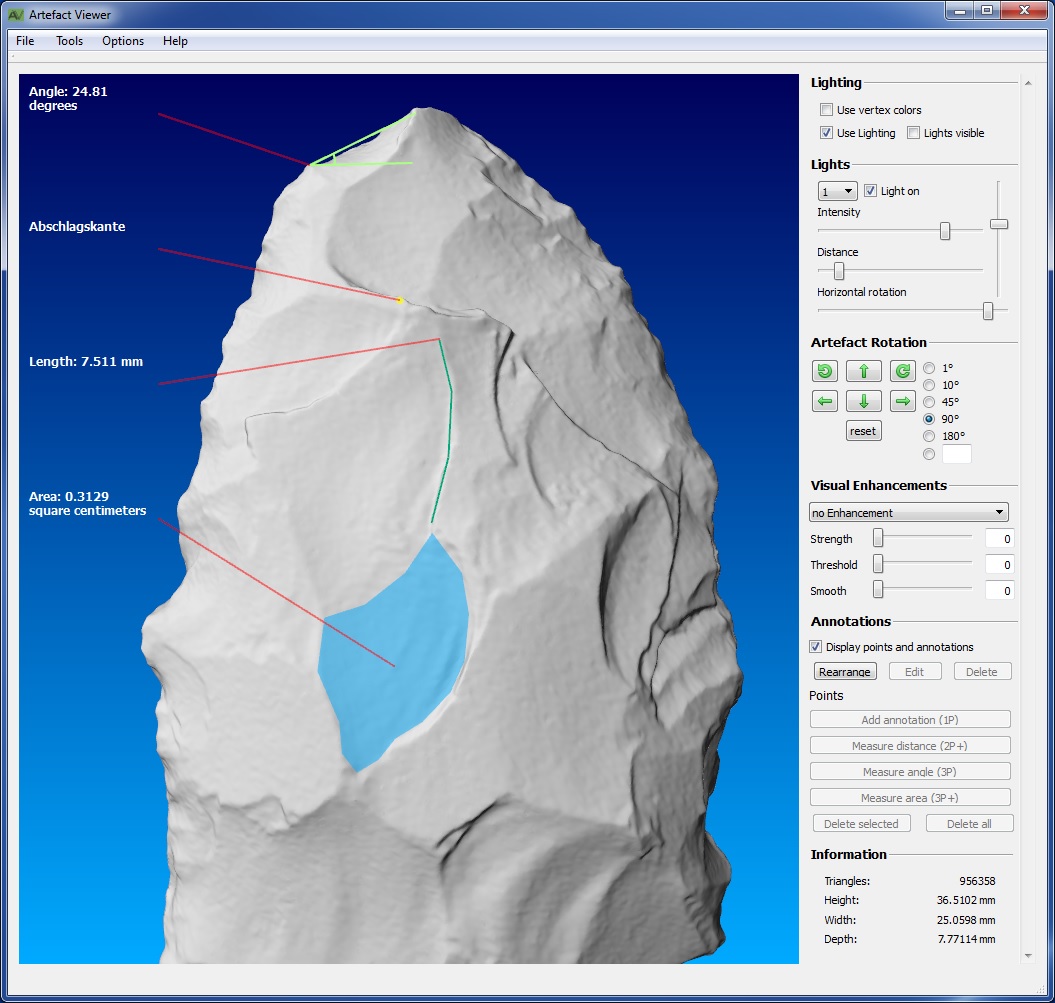 Artefact Viewer
File Tools Options Help
Angle: 24.81
degrees
Abschlagskante
Length: 7.511 mm
Area: 0.3129
square centimeters
Lighting
Use vertex colors
Use Lighting Lights visible
Lights
1 Light on
Intensity
Distance
Horizontal rotation
Artefact Rotation
1°
10°
45°
90°
180°
reset
Visual Enhancements
no Enhancement
Strength 0
Threshold 0
Smooth 0
Annotations
Display points and annotations
Rearrange Edit Delete
Points
Add annotation (1P)
Measure distance (2P+)
Measure angle (3P)
Measure area (3P+)
Delete selected Delete all
Information
Triangles: 956358
Height: 36.5102 mm
Width: 25.0598 mm
Depth: 7.77114 mm